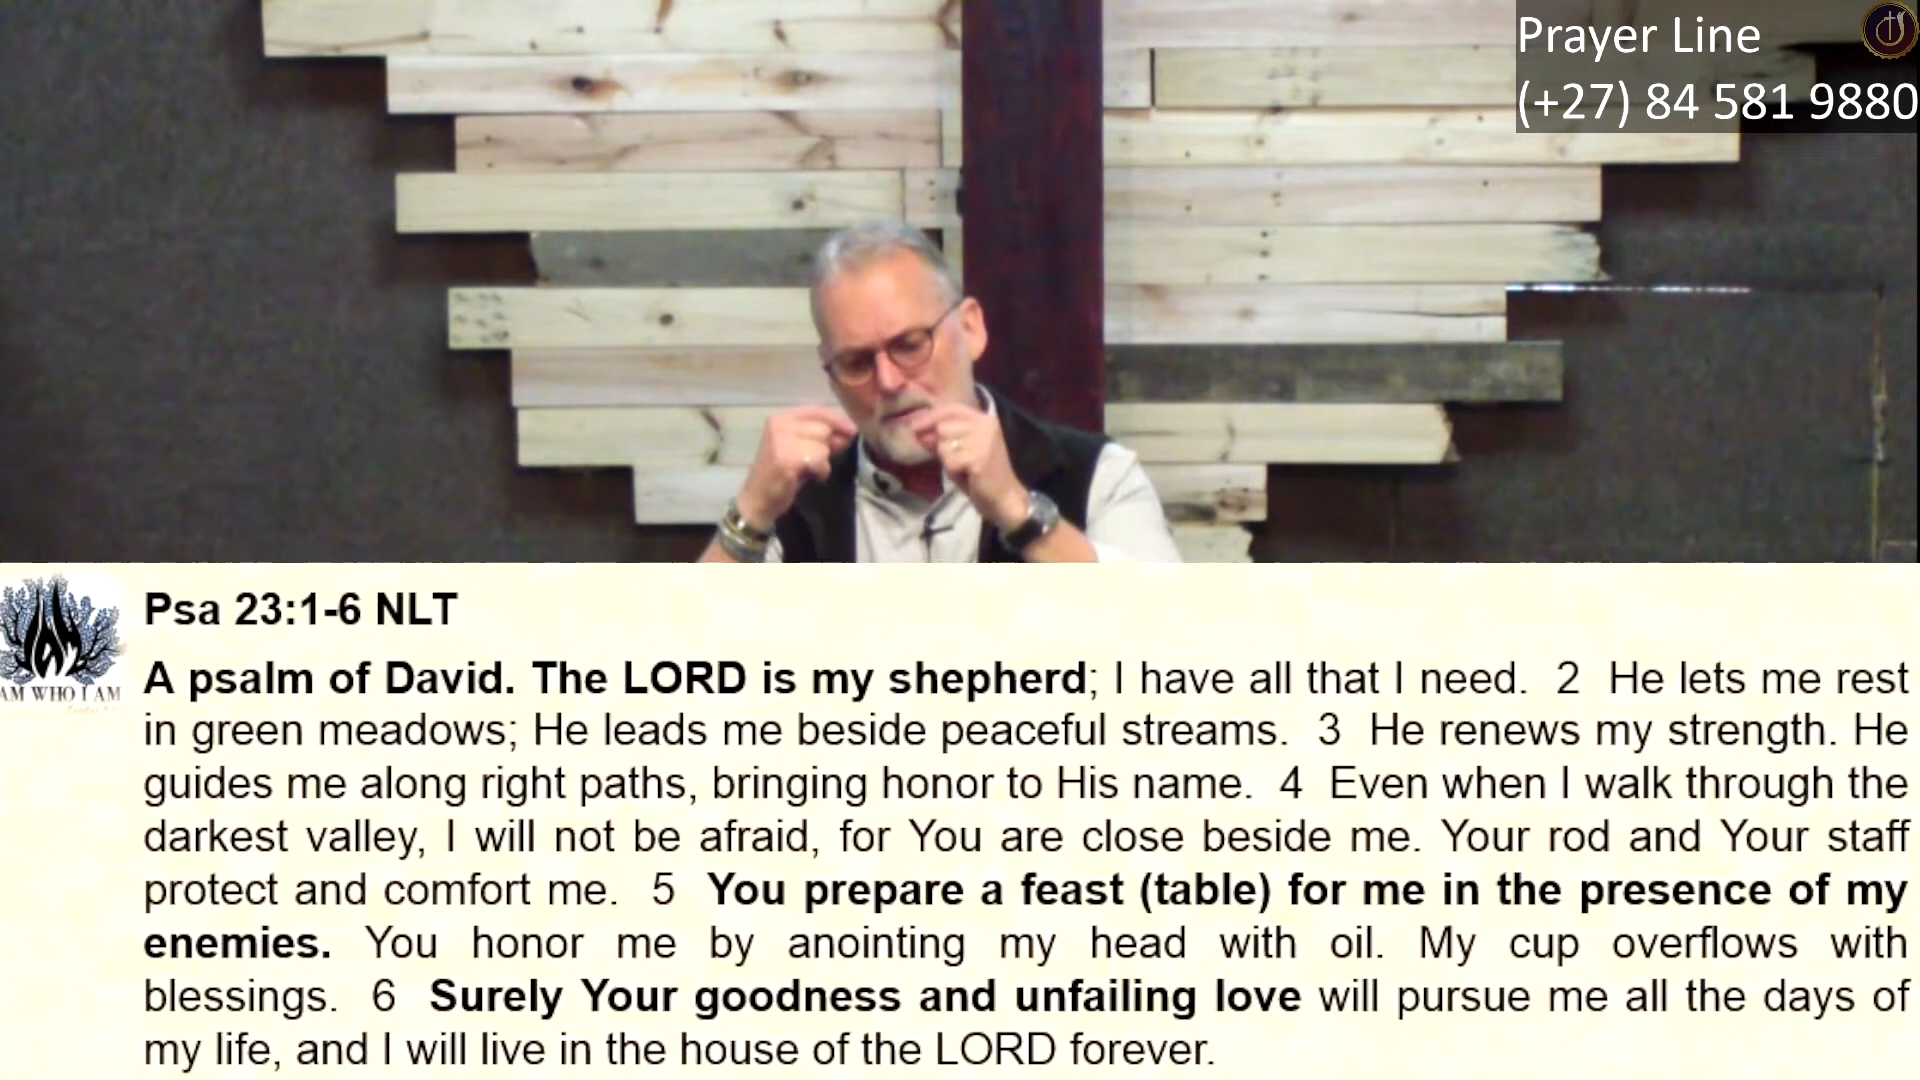 Prayer Line
(+27) 84 581 9880
Psa 23:1-6 NLT
A psalm of David. The LORD is my shepherd; I have all that I need. 2 He lets me rest
in green meadows; He leads me beside peaceful streams. 3 He renews my strength. He
guides me along right paths, bringing honor to His name. 4 Even when I walk through the
darkest valley, I will not be afraid, for You are close beside me. Your rod and Your staff
protect and comfort me. 5 You prepare a feast (table) for me in the presence of my
enemies. You honor me by anointing my head with oil. My cup overflows with
blessings. 6 Surely Your goodness and unfailing love will pursue me all the days of
my life, and I will live in the house of the LORD forever.
AM WHO I AM